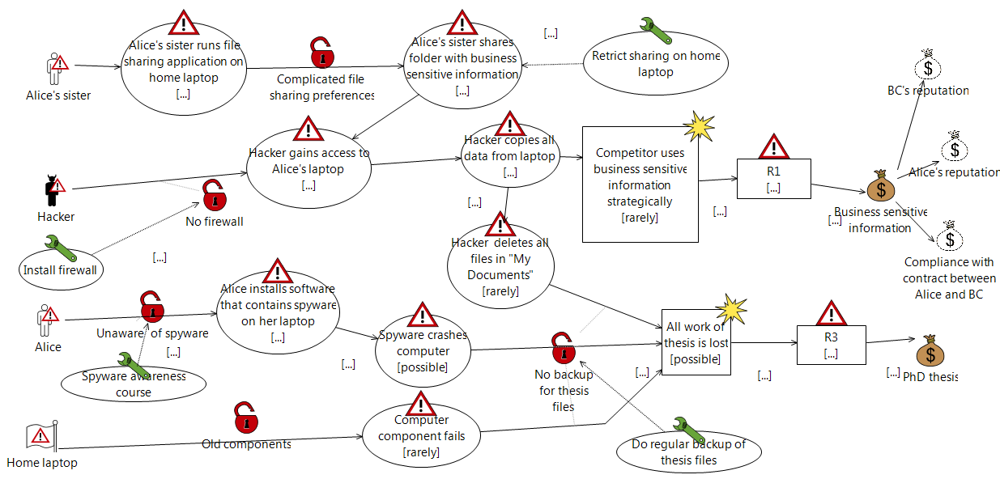 Alice's sister runs file
sharing application on
home laptop
[...]
Alice's sister
Complicated file
sharing preferences
Alice's sister shares
folder with business
sensitive information
[...]
[...]
Retrict sharing on home
laptop
BC's reputation
Hacker gains access to
Alice's laptop
[...]
Hacker copies all
data from laptop
[...]
Competitor uses
business sensitive
information
strategically
[rarely]
R1
[...]
Alice's reputation
Hacker
No firewall
[...]
[...]
Business sensitive
information
[...]
Install firewall
[...]
Hacker  deletes all
files in "My
Documents"
[rarely]
Compliance with
contract between
Alice and BC
Alice
Unaware of spyware
[...]
Alice installs software
that contains spyware
on her laptop
[...]
Spyware crashes
computer
[possible]
[...]
All work of
thesis is lost
[possible]
R3
[...]
[...]
[...]
[...]
PhD thesis
Spyware awareness
course
No backup
for thesis
files
Home laptop
Old components
Computer
component fails
[rarely]
Do regular backup of
thesis files